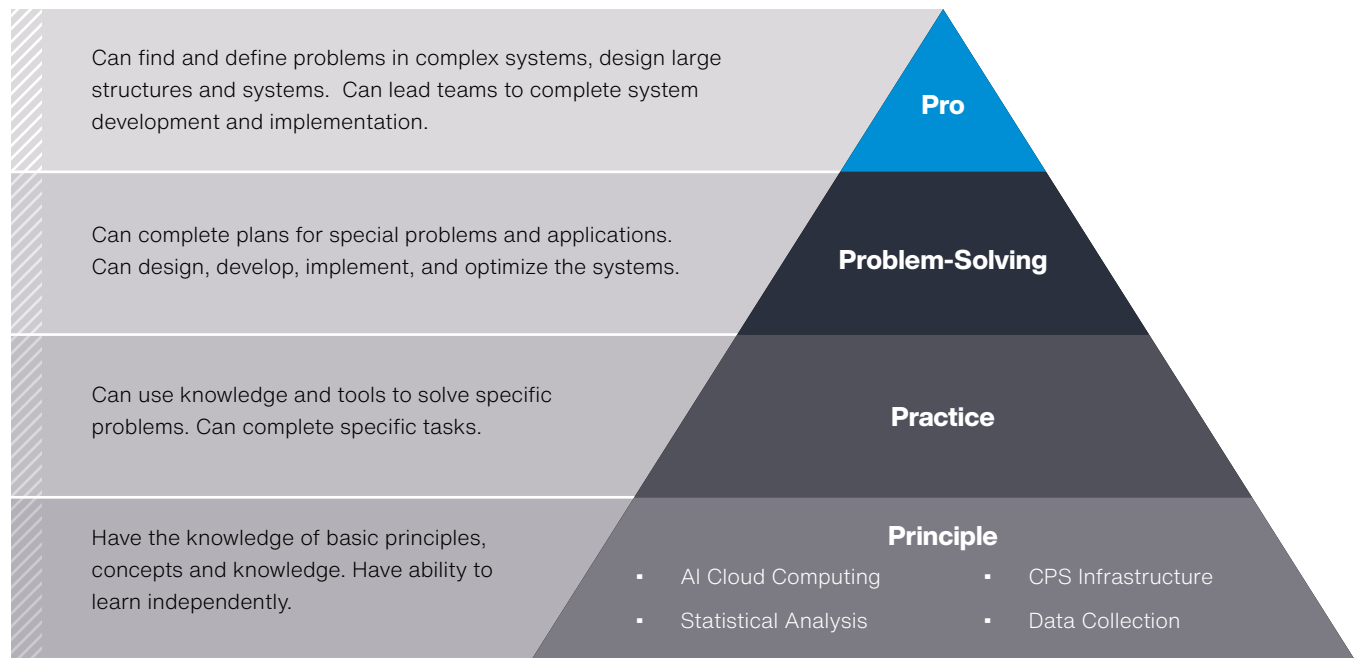 Can find and define problems in complex systems, design large
structures and systems.  Can lead teams to complete system
development and implementation.
Pro
Can complete plans for special problems and applications.
Can design, develop, implement, and optimize the systems.
Problem-Solving
Can use knowledge and tools to solve specific
problems. Can complete specific tasks.
Practice
Have the knowledge of basic principles,
concepts and knowledge. Have ability to
learn independently.
Principle
▪ AI Cloud Computing
▪ CPS Infrastructure
▪ Statistical Analysis
▪ Data Collection